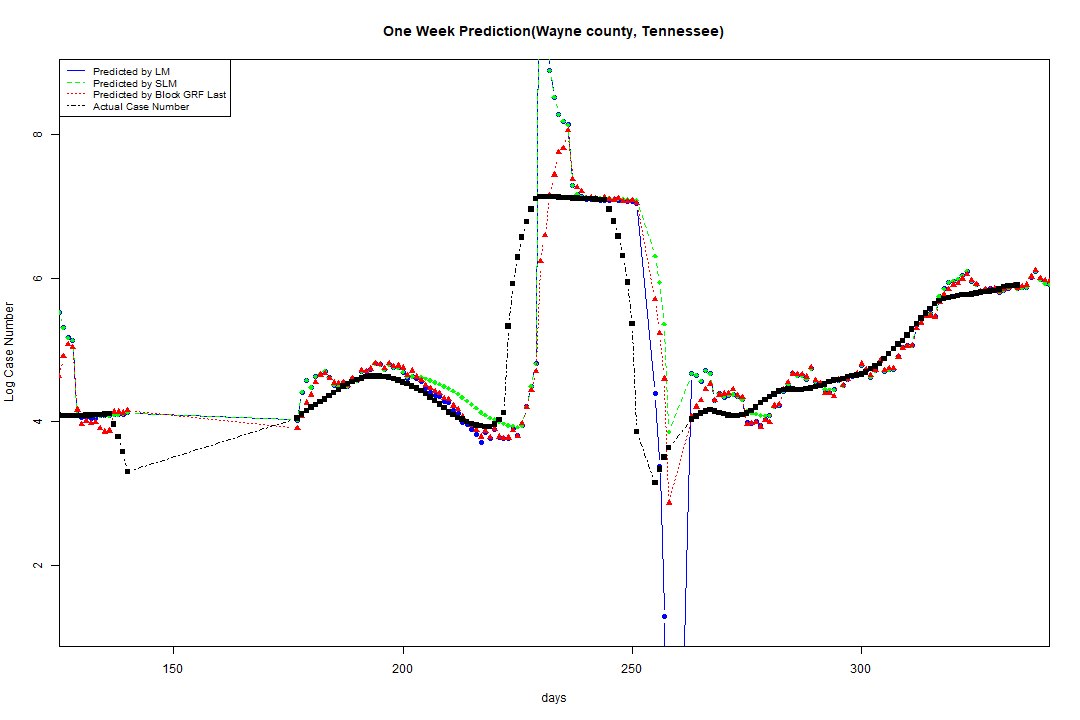 One Week Prediction(Wayne county, Tennessee)
Predicted by LM
Predicted by SLM
Predicted by Block GRF Last
Actual Case Number
8
6
4
2
Log Case Number
150
200
250
300
days